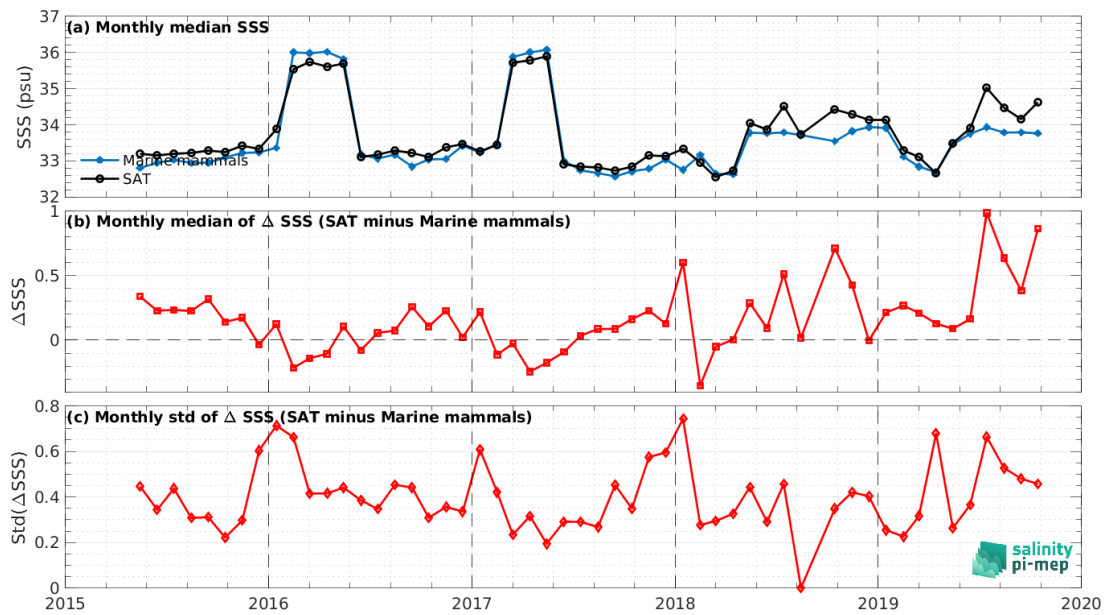 37
(a) Monthly median SSS
36
35
SSS (psu)
34
33
Marine mammals
SAT
32
1
(b) Monthly median of Δ SSS (SAT minus Marine mammals)
0.5
ΔSSS
0
0.8
(c) Monthly std of Δ SSS (SAT minus Marine mammals)
0.6
Std( ΔSSS)
0.4
0.2
salinity
pi-mep
0
2015 2016 2017 2018 2019 2020